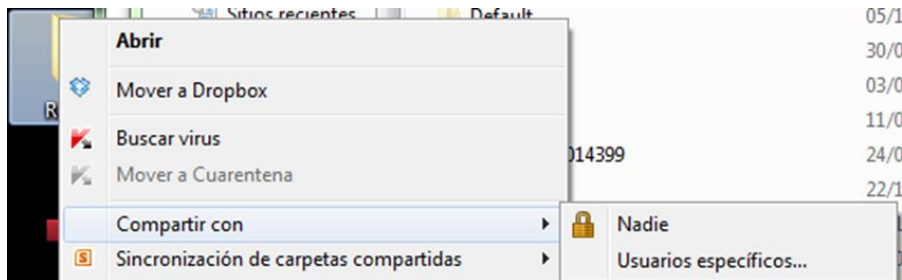 Sitios recientes
Default
05/1
Abrir
30/0
Mover a Dropbox
03/0
R
11/0
Buscar virus
014399
24/0
Mover a Cuarentena
22/1
Compartir con
Nadie
Sincronización de carpetas compartidas
Usuarios específicos...